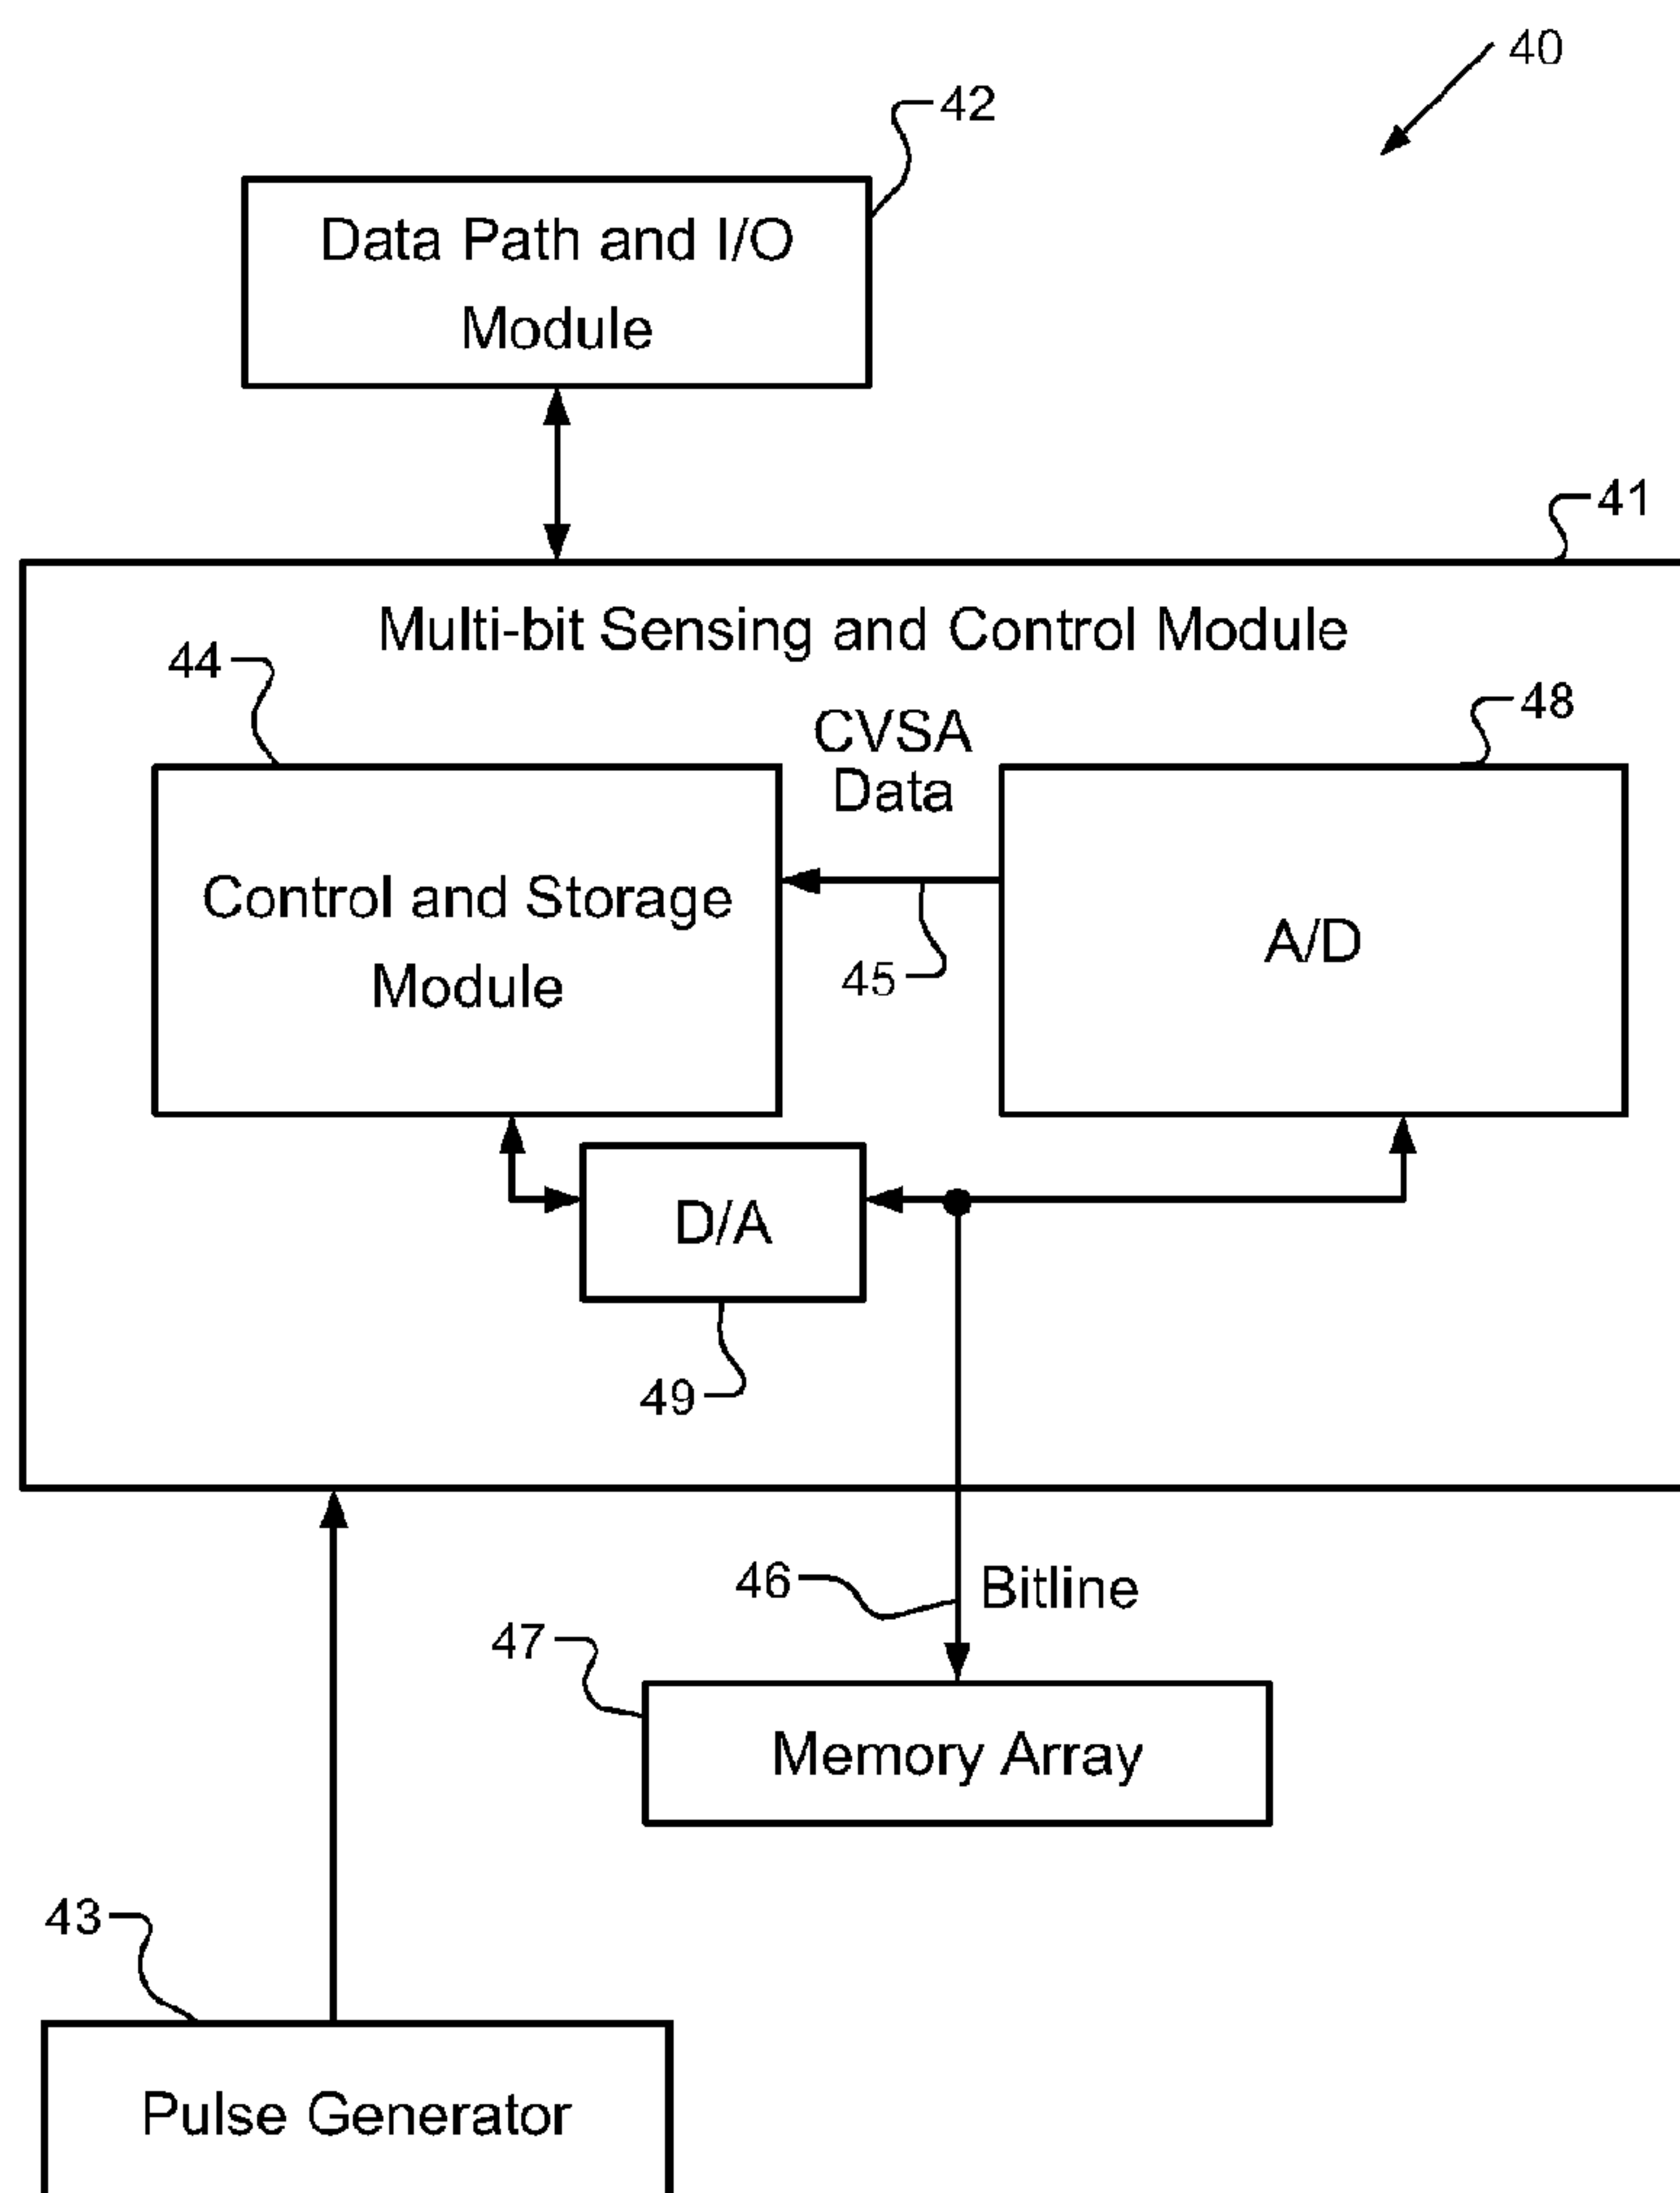 40
42
Data Path and I/O
Module
41
Multi-bit Sensing and Control Module
44
CVSA
Data
48
Control and Storage
Module
45
A/D
D/A
49
46
Bitline
47
Memory Array
43
Pulse Generator